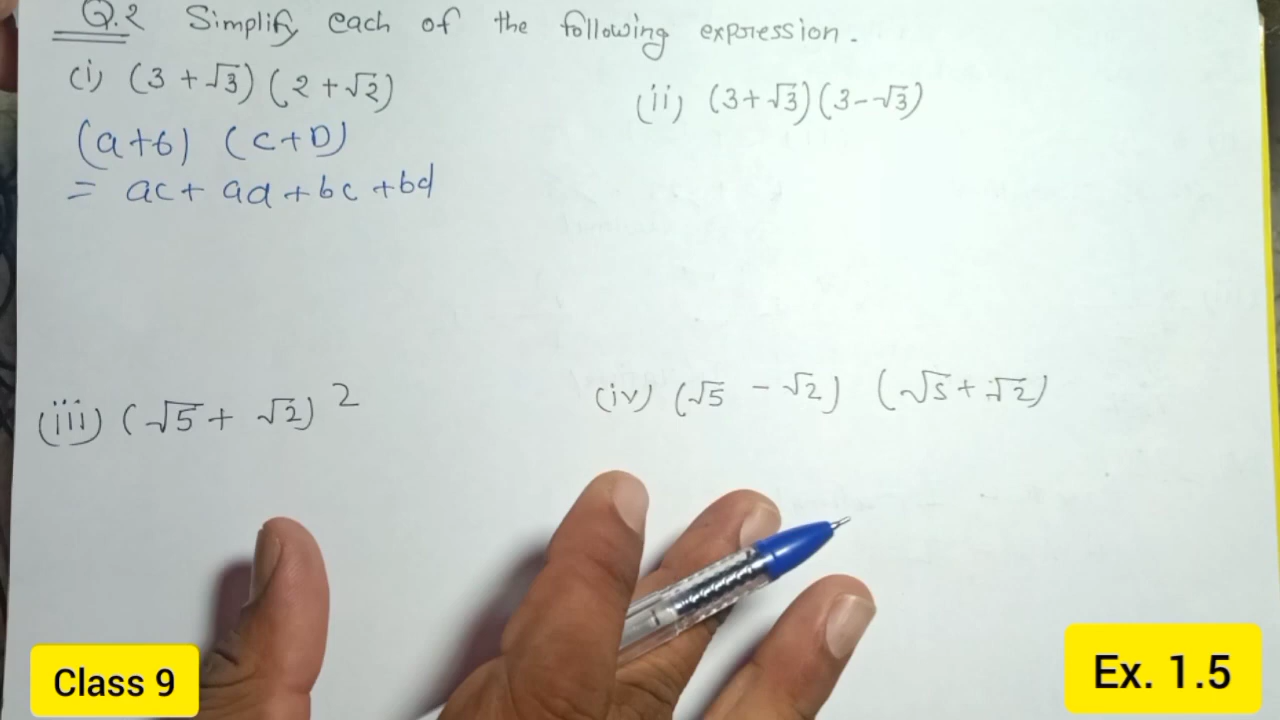 Q.2 Simplify each of the following expression.
(i) (3 + √3) (2 + √2)
(ii) (3 + √3) (3 - √3)
(a+b) (c+D)
= ac + ad + bc + bd
(iii) (√5 + √2)²
(iv) (√5 - √2) (√5 + √2)
Class 9
Ex. 1.5